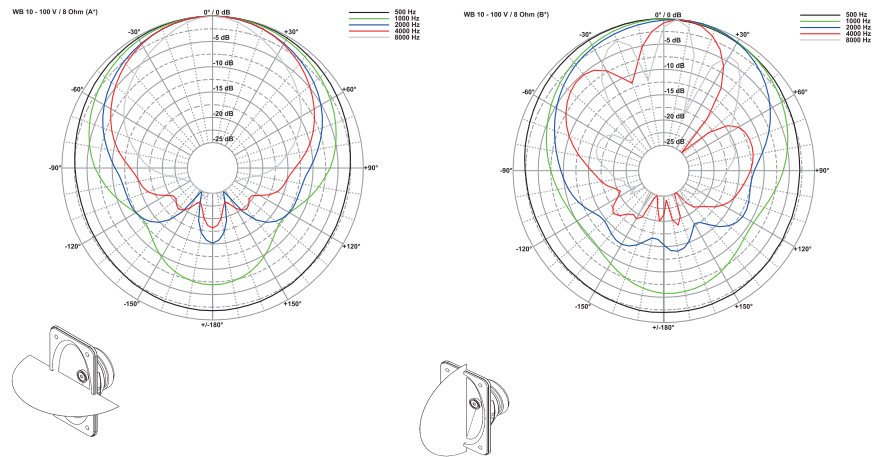 WB 10 - 100 V / 8 Ohm (A*)
0° / 0 dB
500 Hz
1000 Hz
2000 Hz
4000 Hz
8000 Hz
-30°
+30°
-5 dB
-10 dB
-60°
+60°
-15 dB
-20 dB
-25 dB
-90°
+90°
-120°
+120°
-150°
+150°
+/-180°
WB 10 - 100 V / 8 Ohm (B*)
0° / 0 dB
500 Hz
1000 Hz
2000 Hz
4000 Hz
8000 Hz
-30°
+30°
-5 dB
-10 dB
-60°
+60°
-15 dB
-20 dB
-25 dB
-90°
+90°
-120°
+120°
-150°
+150°
+/-180°